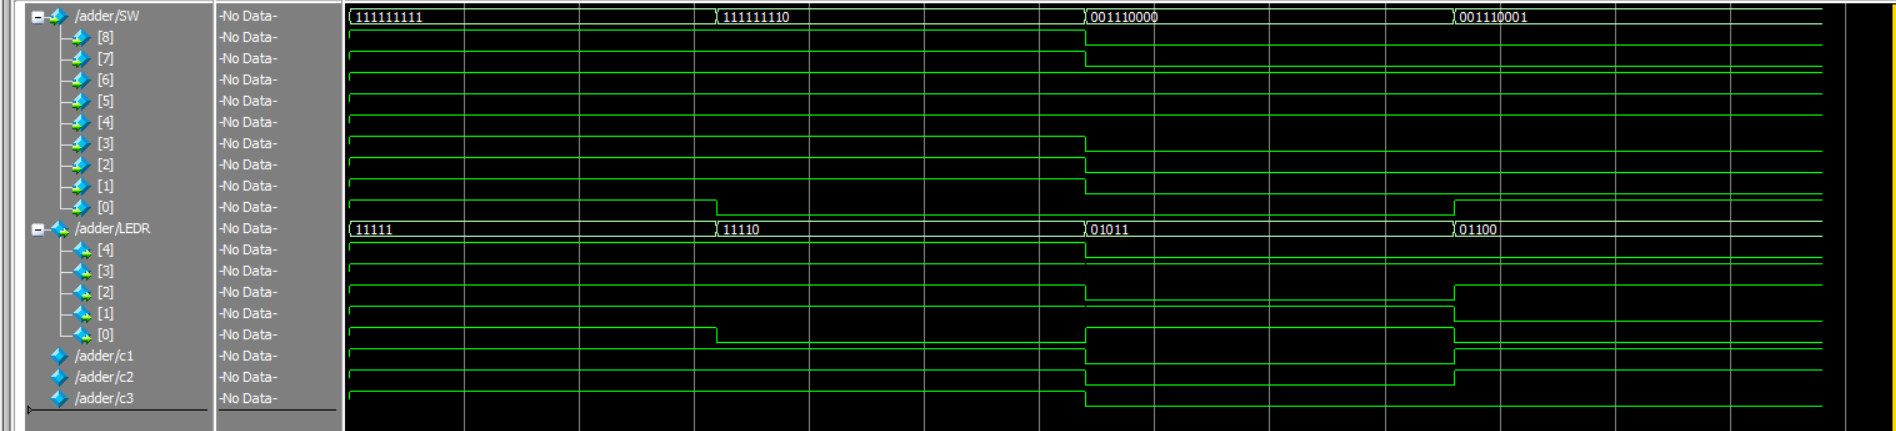 /adder/SW -No Data- 111111111 111111110 001110000 001110001
[8] -No Data-
[7] -No Data-
[6] -No Data-
[5] -No Data-
[4] -No Data-
[3] -No Data-
[2] -No Data-
[1] -No Data-
[0] -No Data-
/adder/LEDR -No Data- 11111 11110 01011 01100
[4] -No Data-
[3] -No Data-
[2] -No Data-
[1] -No Data-
[0] -No Data-
/adder/c1 -No Data-
/adder/c2 -No Data-
/adder/c3 -No Data-